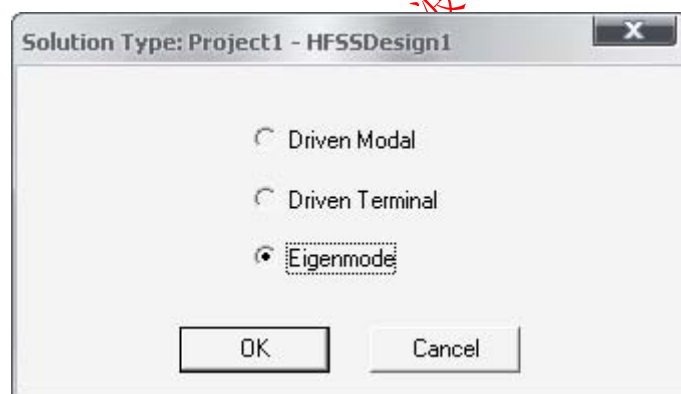 Solution Type: Project1 - HFSSDesign1
Driven Modal
Driven Terminal
Eigenmode
OK
Cancel